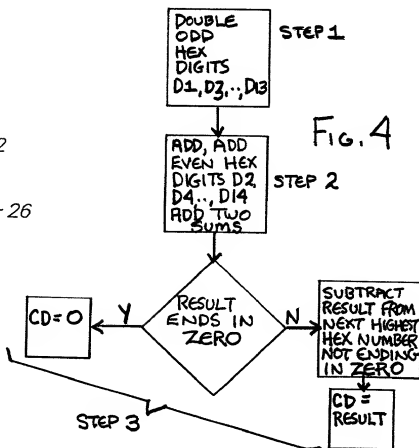 DOUBLE
ODD
HEX
DIGITS
D1, D3,..,D13
STEP 1
FIG. 4
2
-26
ADD, ADD
EVEN HEX
DIGITS D2,
D4,.., D14
ADD TWO
SUMS
STEP 2
RESULT
ENDS IN
ZERO
Y
N
CD=0
SUBTRACT
RESULT FROM
NEXT HIGHEST
HEX NUMBER
NOT ENDING
IN ZERO
CD=
RESULT
STEP 3